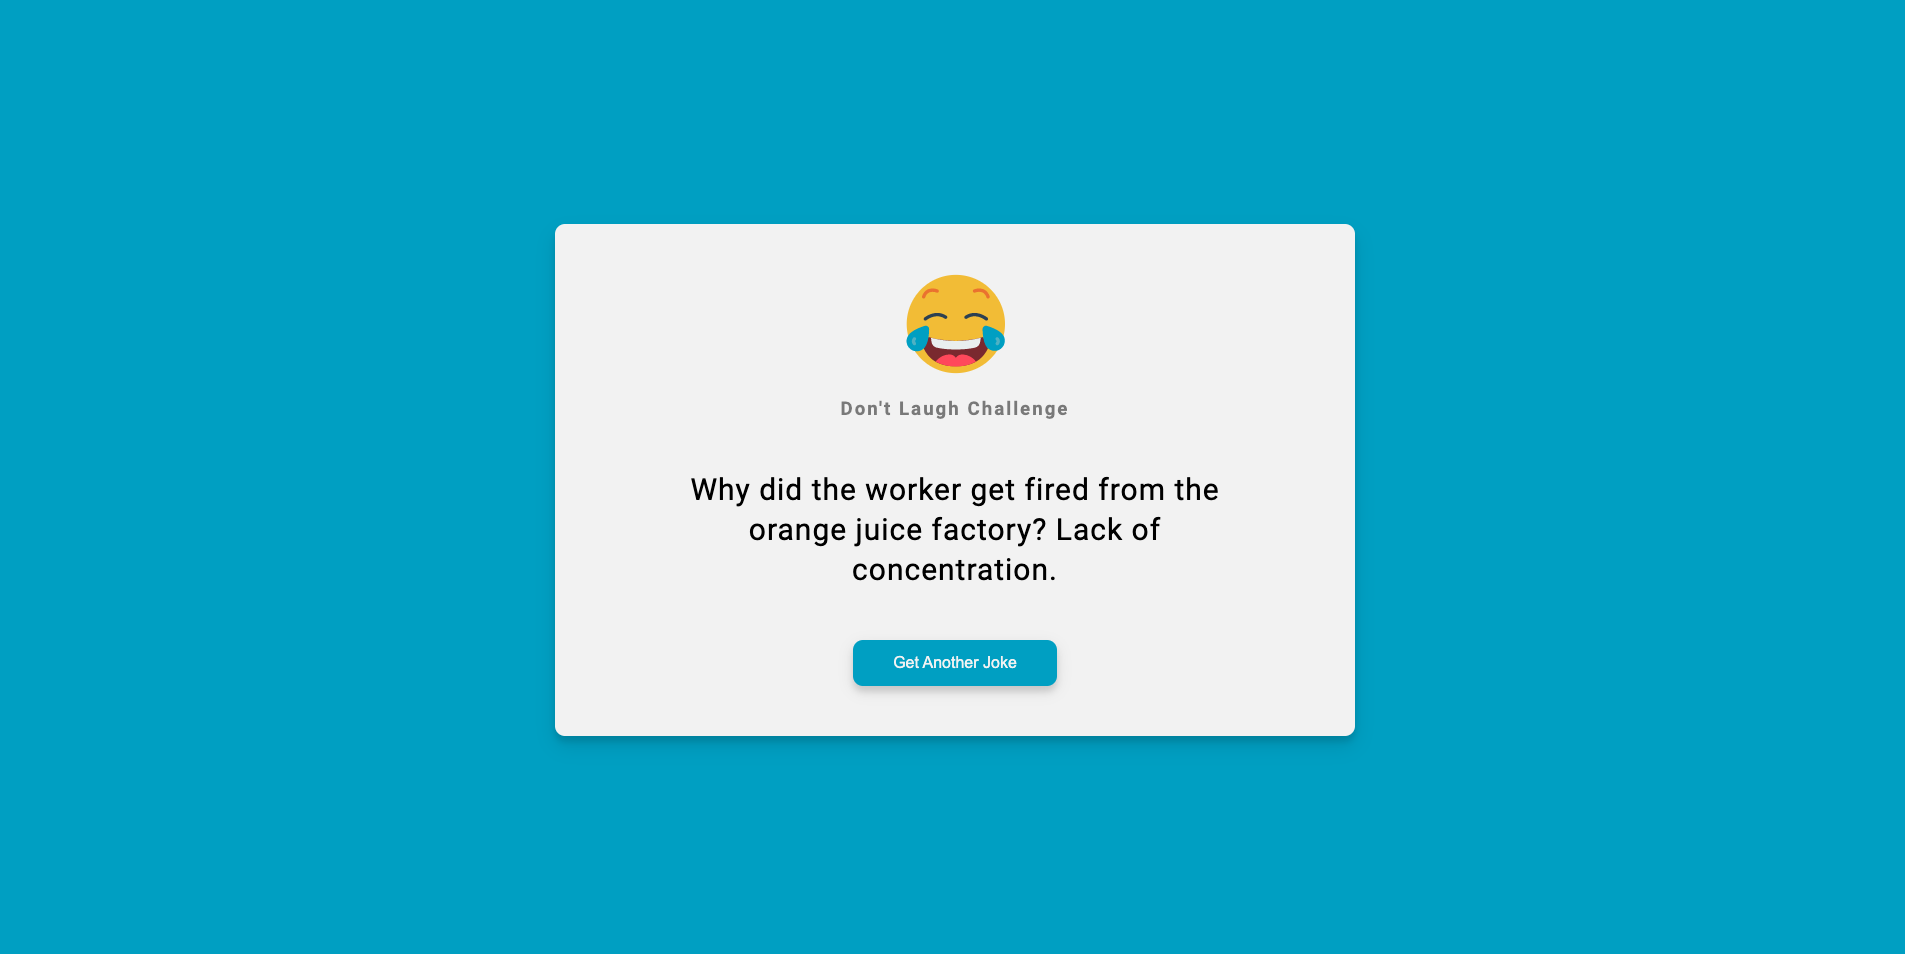 Don't Laugh Challenge
Why did the worker get fired from the
orange juice factory? Lack of
concentration.
Get Another Joke